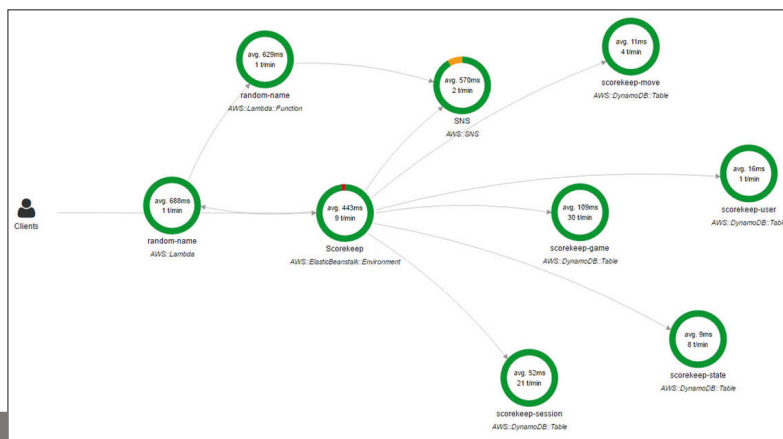 avg. 629ms
1 t/min
random-name
AWS::Lambda::Function
avg. 570ms
2 t/min
SNS
AWS::SNS
avg. 11ms
4 t/min
scorekeep-move
AWS::DynamoDB::Table
Clients
avg. 688ms
1 t/min
random-name
AWS::Lambda
avg. 443ms
9 t/min
Scorekeep
AWS::ElasticBeanstalk::Environment
avg. 109ms
30 t/min
scorekeep-game
AWS::DynamoDB::Table
avg. 16ms
1 t/min
scorekeep-user
AWS::DynamoDB::Tabl
avg. 52ms
21 t/min
scorekeep-session
AWS::DynamoDB::Table
avg. 9ms
8 t/min
scorekeep-state
AWS::DynamoDB::Table